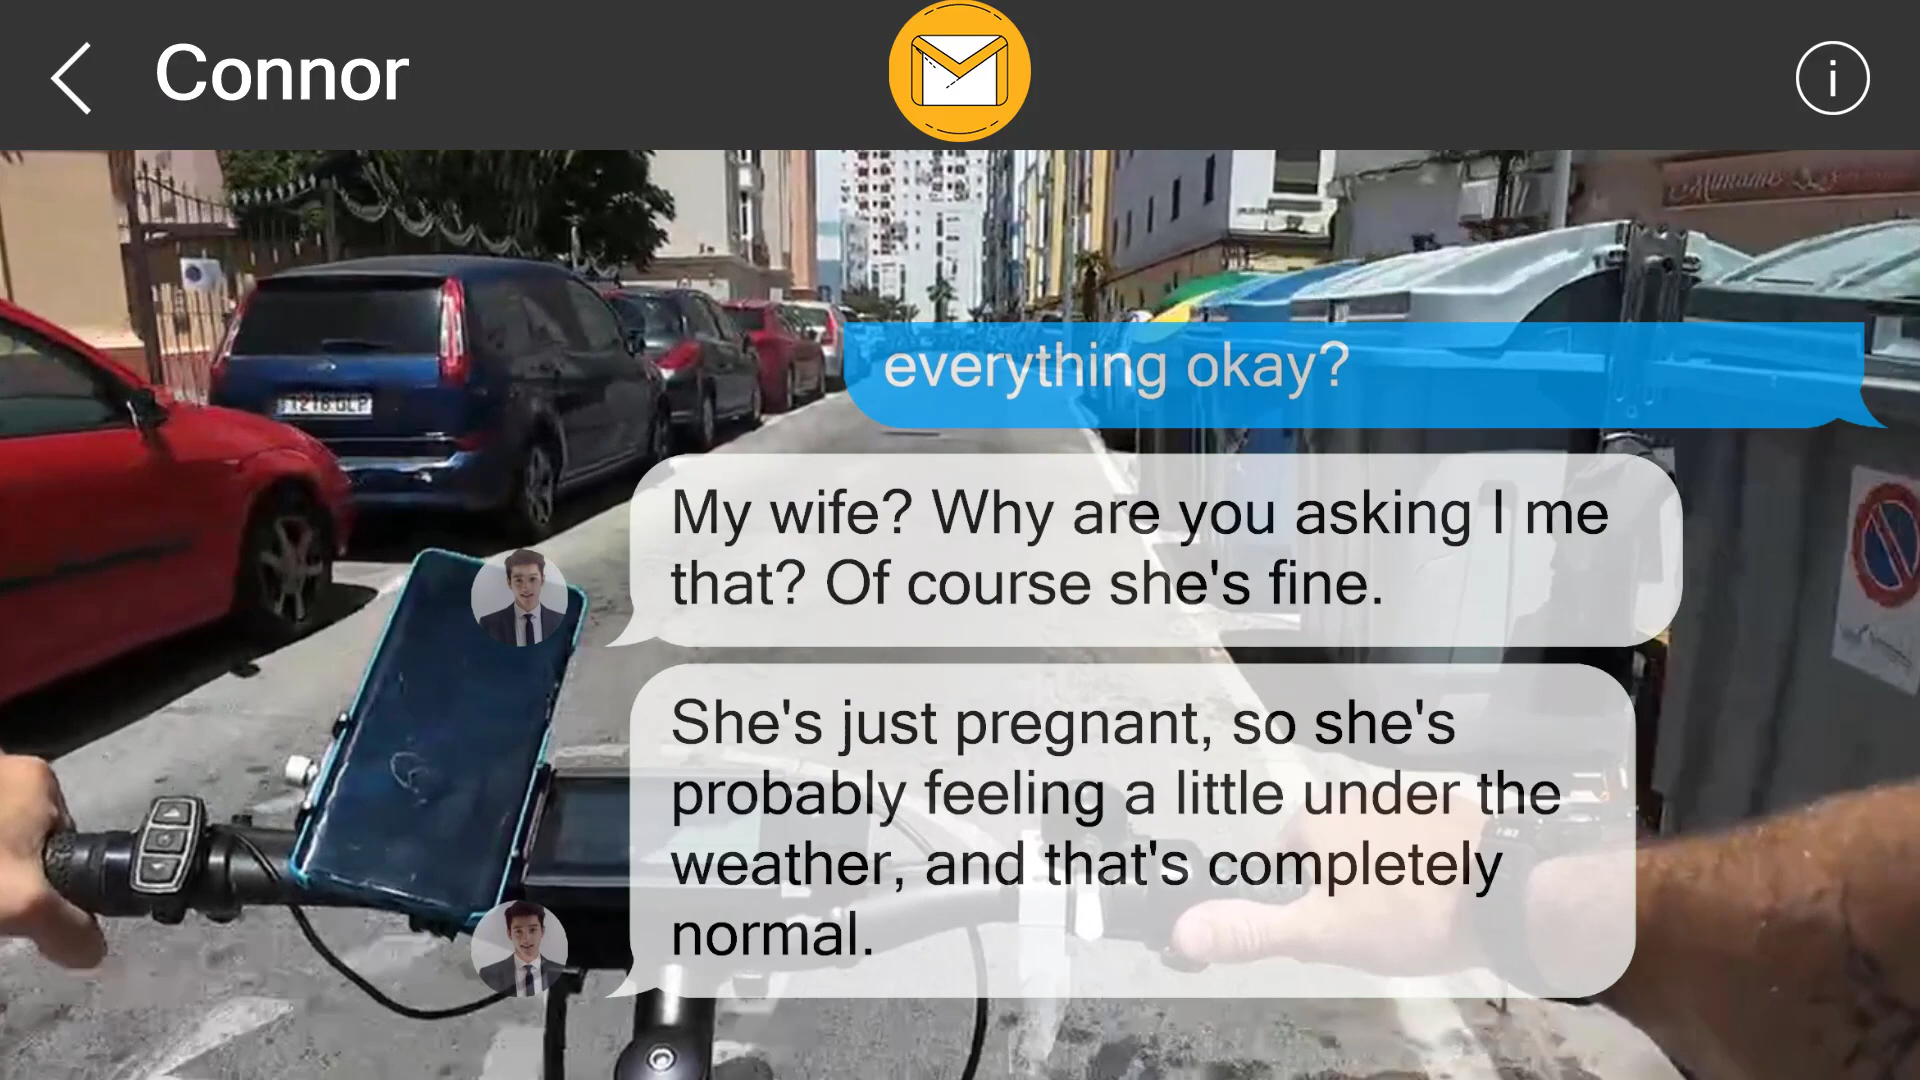 Connor
everything okay?
My wife? Why are you asking I me
that? Of course she's fine.
She's just pregnant, so she's
probably feeling a little under the
weather, and that's completely
normal.